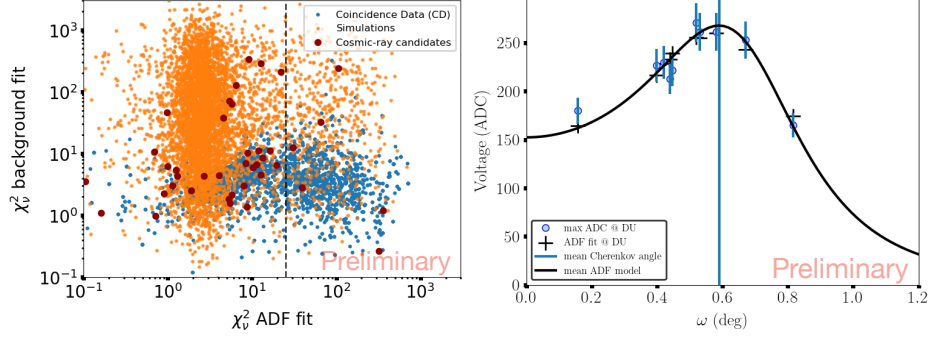 10³
10²
10¹
10⁰
10⁻¹
χ²ᵥ background fit
Coincidence Data (CD)
Simulations
Cosmic-ray candidates
Preliminary
10⁻¹ 10⁰ 10¹ 10² 10³
χ²ᵥ ADF fit
250
200
150
100
50
0
Voltage (ADC)
max ADC @ DU
ADF fit @ DU
mean Cherenkov angle
mean ADF model
Preliminary
0.0 0.2 0.4 0.6 0.8 1.0 1.2
ω (deg)